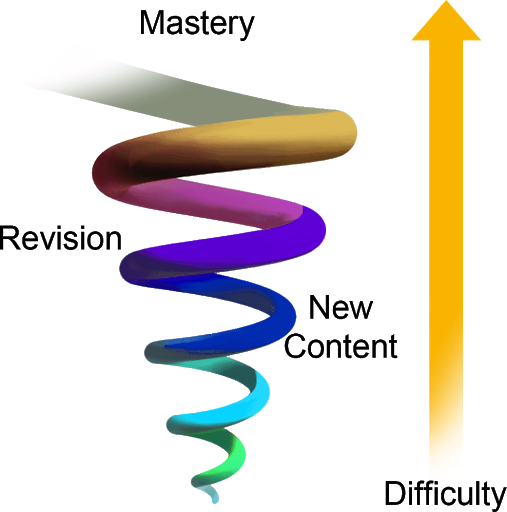 Mastery
Revision
New
Content
Difficulty